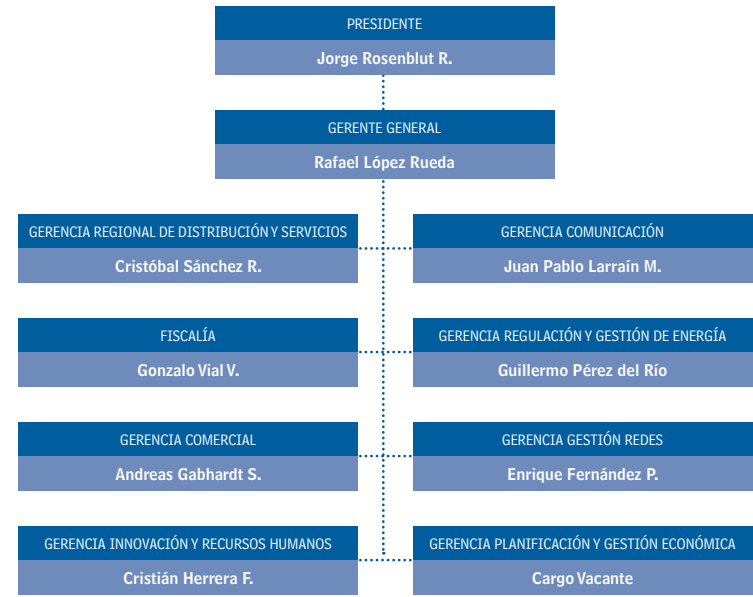 PRESIDENTE
Jorge Rosenblut R.
GERENTE GENERAL
Rafael López Rueda
GERENCIA REGIONAL DE DISTRIBUCIÓN Y SERVICIOS
Cristóbal Sánchez R.
GERENCIA COMUNICACIÓN
Juan Pablo Larraín M.
FISCALÍA
Gonzalo Vial V.
GERENCIA REGULACIÓN Y GESTIÓN DE ENERGÍA
Guillermo Pérez del Río
GERENCIA COMERCIAL
Andreas Gabhardt S.
GERENCIA GESTIÓN REDES
Enrique Fernández P.
GERENCIA INNOVACIÓN Y RECURSOS HUMANOS
Cristián Herrera F.
GERENCIA PLANIFICACIÓN Y GESTIÓN ECONÓMICA
Cargo Vacante